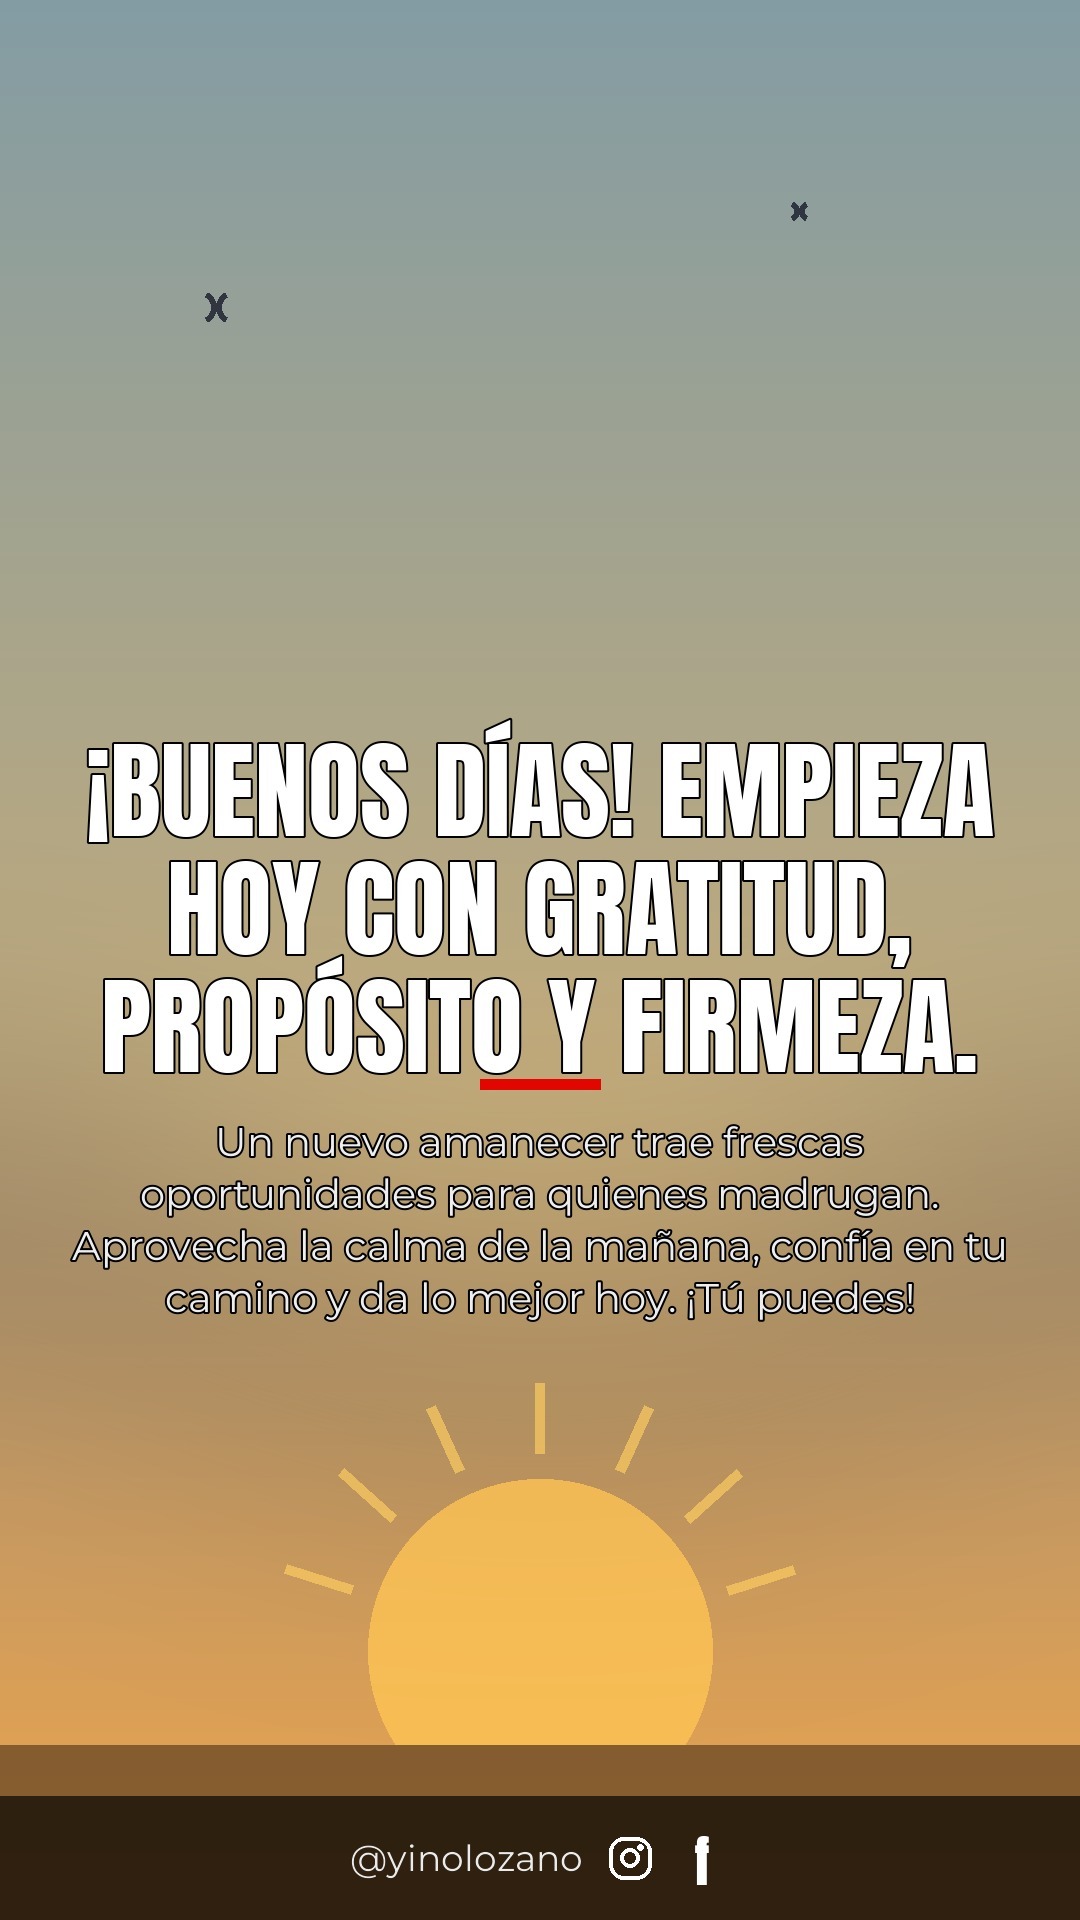 ¡BUENOS DÍAS! EMPIEZA
HOY CON GRATITUD,
PROPÓSITO Y FIRMEZA.
Un nuevo amanecer trae frescas
oportunidades para quienes madrugan.
Aprovecha la calma de la mañana, confía en tu
camino y da lo mejor hoy. ¡Tú puedes!
@yinolozano